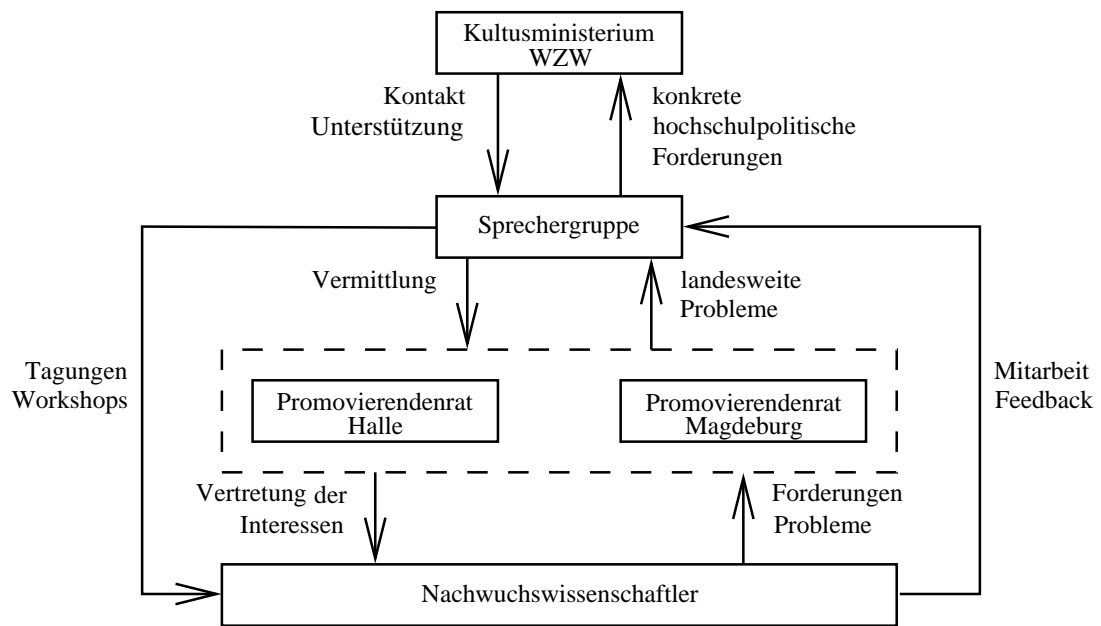 Kultusministerium
WZW
Kontakt
Unterstützung
konkrete
hochschulpolitische
Forderungen
Sprechergruppe
Vermittlung
landesweite
Probleme
Tagungen
Workshops
Promovierendenrat
Halle
Promovierendenrat
Magdeburg
Mitarbeit
Feedback
Vertretung der
Interessen
Forderungen
Probleme
Nachwuchswissenschaftler